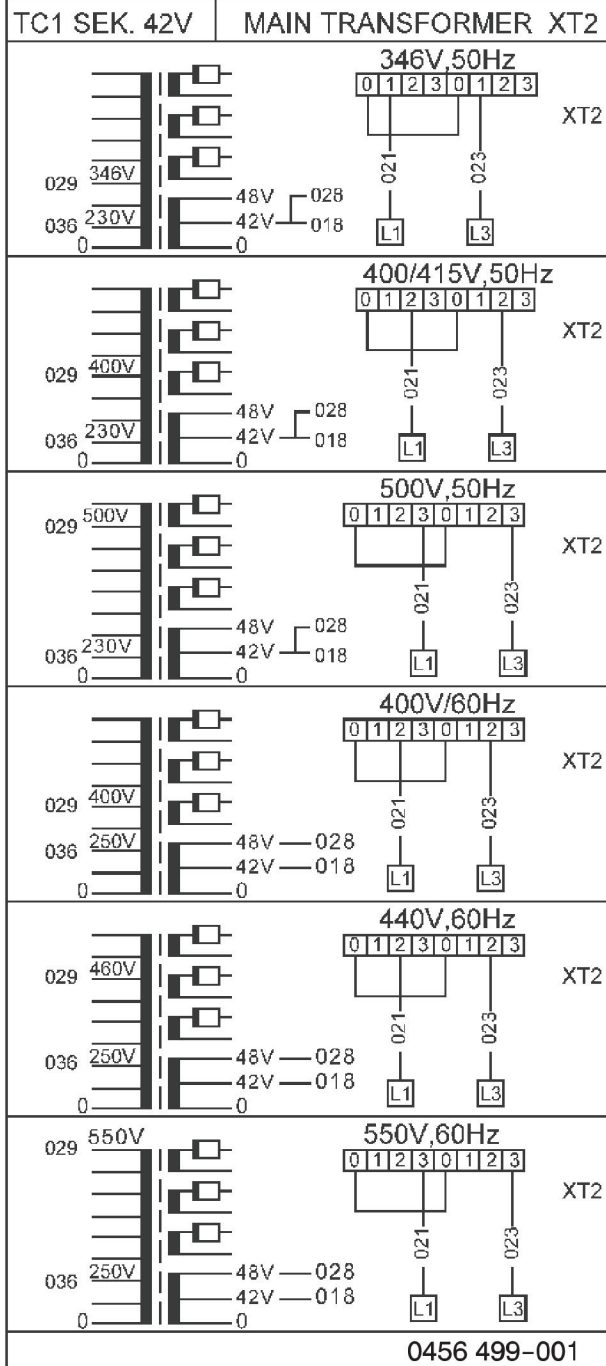 TC1 SEK. 42V MAIN TRANSFORMER XT2
346V,50Hz
0 1 2 3 0 1 2 3
XT2
021 023
029 346V
48V 028
036 230V 42V 018
0 0
L1 L3
400/415V,50Hz
0 1 2 3 0 1 2 3
XT2
029 400V
021 023
48V 028
036 230V 42V 018
0 0
L1 L3
500V,50Hz
0 1 2 3 0 1 2 3
029 500V
XT2
021 023
48V 028
036 230V 42V 018
0 0
L1 L3
400V/60Hz
0 1 2 3 0 1 2 3
XT2
029 400V
021 023
036 250V 48V 028
42V 018
0 0
L1 L3
440V,60Hz
0 1 2 3 0 1 2 3
029 460V
XT2
021 023
036 250V 48V 028
42V 018
0 0
L1 L3
029 550V
550V,60Hz
0 1 2 3 0 1 2 3
XT2
021 023
036 250V 48V 028
42V 018
0 0
L1 L3
0456 499-001